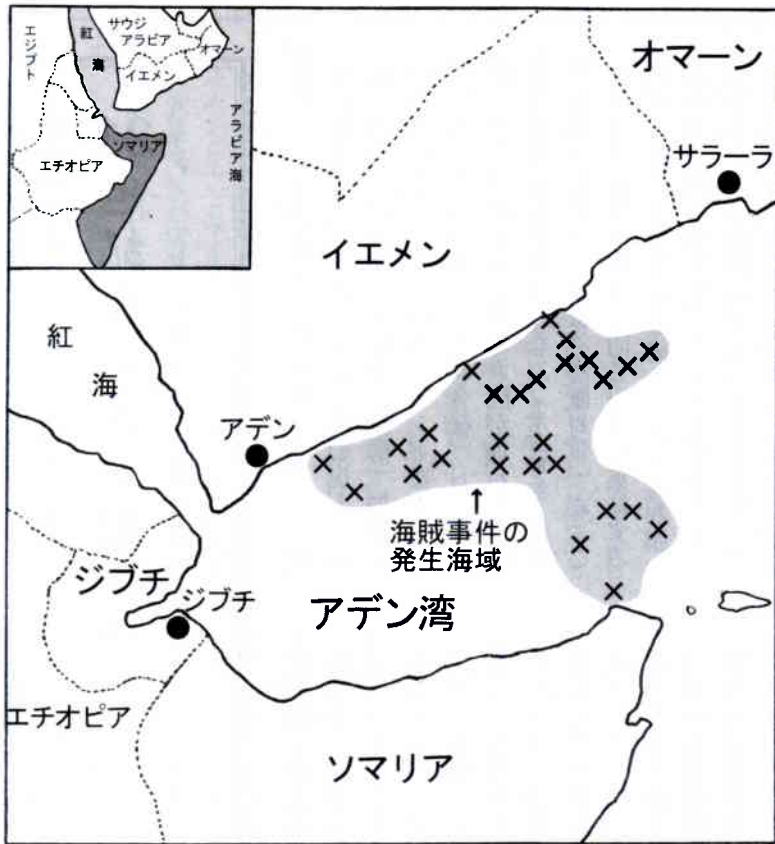 エジプト
紅
海
サウジ
アラビア
オマーン
イエメン
エチオピア
ソマリア
アラビア海
オマーン
サラーラ
イエメン
紅
海
アデン
↑
海賊事件の
発生海域
ジブチ
ジブチ
アデン湾
エチオピア
ソマリア